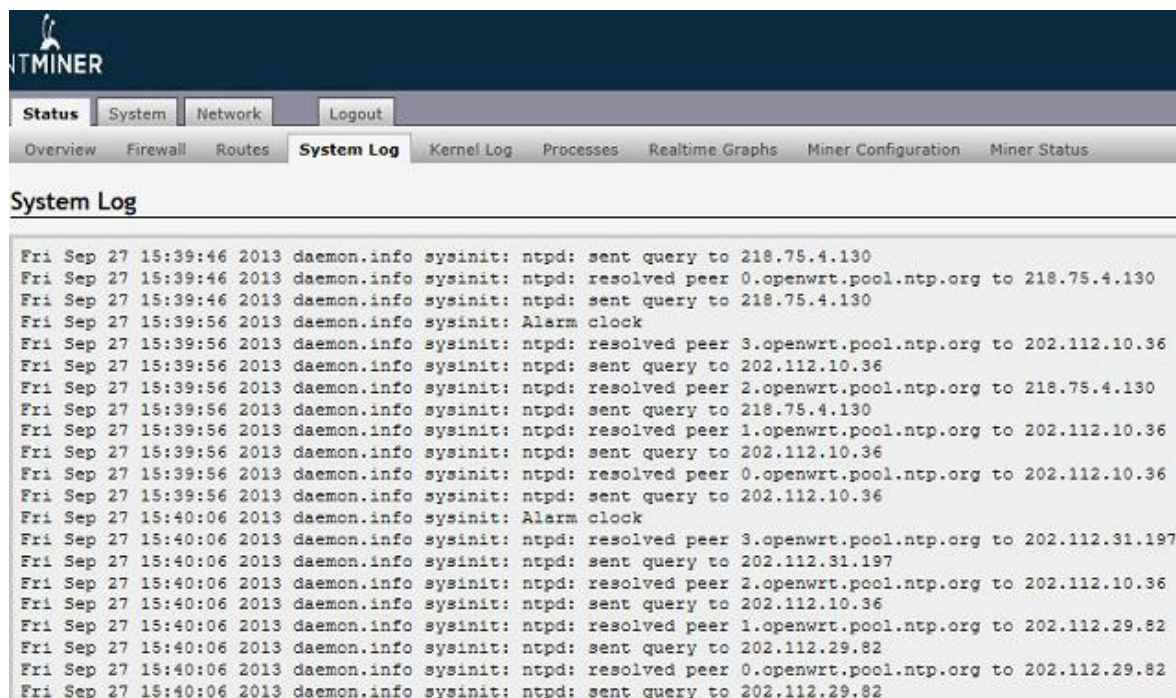 NTMINER
Status System Network Logout
Overview Firewall Routes System Log Kernel Log Processes Realtime Graphs Miner Configuration Miner Status
System Log
Fri Sep 27 15:39:46 2013 daemon.info sysinit: ntpd: sent query to 218.75.4.130
Fri Sep 27 15:39:46 2013 daemon.info sysinit: ntpd: resolved peer 0.openwrt.pool.ntp.org to 218.75.4.130
Fri Sep 27 15:39:46 2013 daemon.info sysinit: ntpd: sent query to 218.75.4.130
Fri Sep 27 15:39:56 2013 daemon.info sysinit: Alarm clock
Fri Sep 27 15:39:56 2013 daemon.info sysinit: ntpd: resolved peer 3.openwrt.pool.ntp.org to 202.112.10.36
Fri Sep 27 15:39:56 2013 daemon.info sysinit: ntpd: sent query to 202.112.10.36
Fri Sep 27 15:39:56 2013 daemon.info sysinit: ntpd: resolved peer 2.openwrt.pool.ntp.org to 218.75.4.130
Fri Sep 27 15:39:56 2013 daemon.info sysinit: ntpd: sent query to 218.75.4.130
Fri Sep 27 15:39:56 2013 daemon.info sysinit: ntpd: resolved peer 1.openwrt.pool.ntp.org to 202.112.10.36
Fri Sep 27 15:39:56 2013 daemon.info sysinit: ntpd: sent query to 202.112.10.36
Fri Sep 27 15:39:56 2013 daemon.info sysinit: ntpd: resolved peer 0.openwrt.pool.ntp.org to 202.112.10.36
Fri Sep 27 15:39:56 2013 daemon.info sysinit: ntpd: sent query to 202.112.10.36
Fri Sep 27 15:40:06 2013 daemon.info sysinit: Alarm clock
Fri Sep 27 15:40:06 2013 daemon.info sysinit: ntpd: resolved peer 3.openwrt.pool.ntp.org to 202.112.31.197
Fri Sep 27 15:40:06 2013 daemon.info sysinit: ntpd: sent query to 202.112.31.197
Fri Sep 27 15:40:06 2013 daemon.info sysinit: ntpd: resolved peer 2.openwrt.pool.ntp.org to 202.112.10.36
Fri Sep 27 15:40:06 2013 daemon.info sysinit: ntpd: sent query to 202.112.10.36
Fri Sep 27 15:40:06 2013 daemon.info sysinit: ntpd: resolved peer 1.openwrt.pool.ntp.org to 202.112.29.82
Fri Sep 27 15:40:06 2013 daemon.info sysinit: ntpd: sent query to 202.112.29.82
Fri Sep 27 15:40:06 2013 daemon.info sysinit: ntpd: resolved peer 0.openwrt.pool.ntp.org to 202.112.29.82
Fri Sep 27 15:40:06 2013 daemon.info sysinit: ntpd: sent query to 202.112.29.82